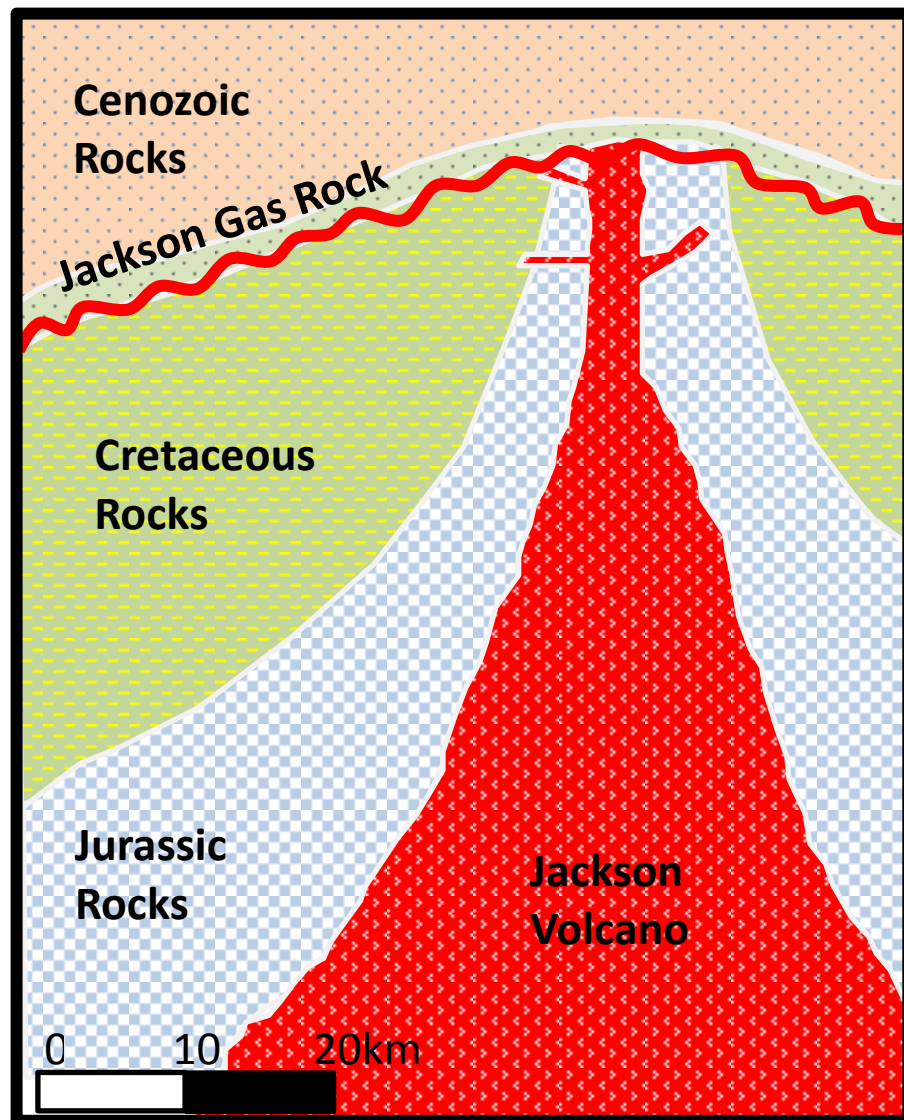 Cenozoic
Rocks
Jackson Gas Rock
Cretaceous
Rocks
Jurassic
Rocks
Jackson
Volcano
0 10 20km